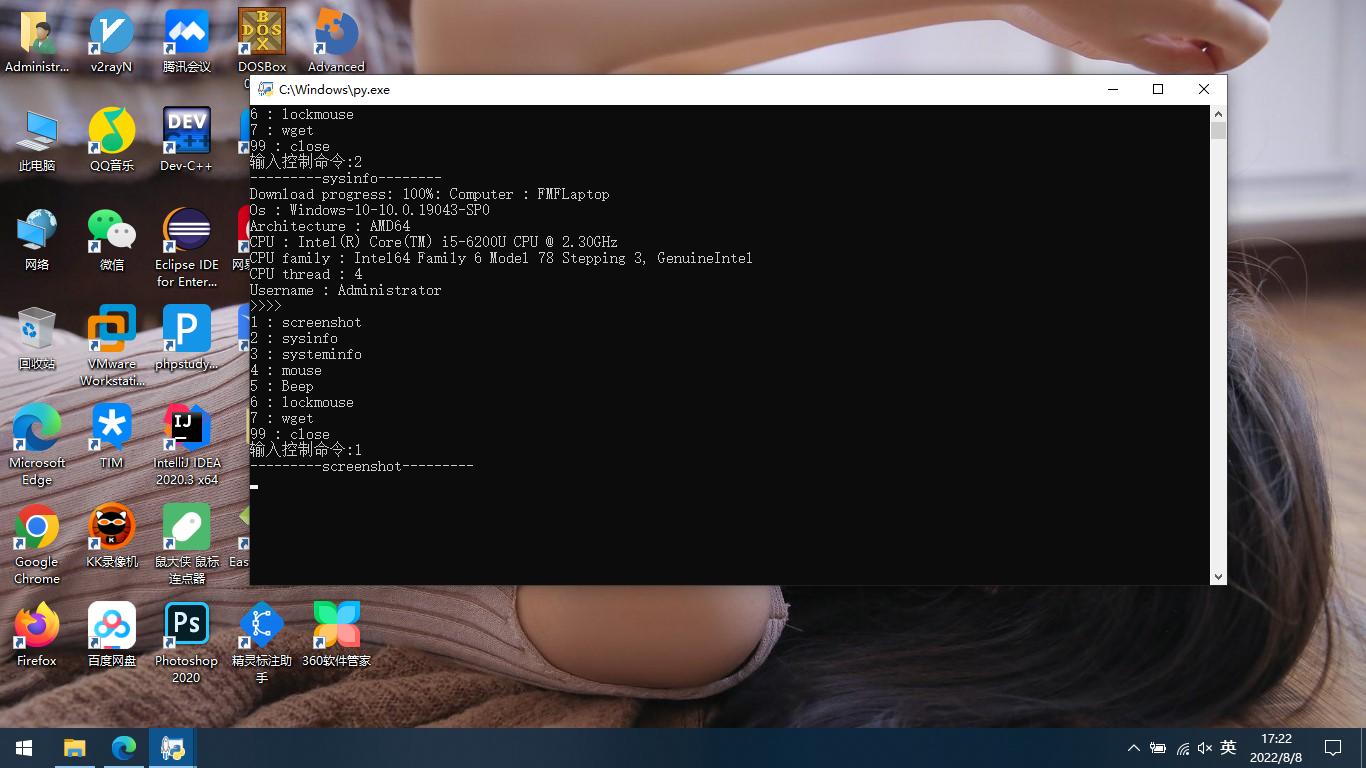 Administr...
v2rayN
腾讯会议
DOSBox
Advanced
C:\Windows\py.exe
此电脑
QQ音乐
Dev-C++
网络
微信
Eclipse IDE
for Enter...
回收站
VMware
Workstati...
phpstudy...
Microsoft
Edge
TIM
IntelliJ IDEA
2020.3 x64
Google
Chrome
KK录像机
鼠大侠 鼠标
连点器
Firefox
百度网盘
Photoshop
2020
精灵标注助
手
360软件管家
6 : lockmouse
7 : wget
99 : close
输入控制命令:2
---------sysinfo--------
Download progress: 100%: Computer : FMFLaptop
Os : Windows-10-10.0.19043-SP0
Architecture : AMD64
CPU : Intel(R) Core(TM) i5-6200U CPU @ 2.30GHz
CPU family : Intel64 Family 6 Model 78 Stepping 3, GenuineIntel
CPU thread : 4
Username : Administrator
>>>>
1 : screenshot
2 : sysinfo
3 : systeminfo
4 : mouse
5 : Beep
6 : lockmouse
7 : wget
99 : close
输入控制命令:1
---------screenshot---------
英
17:22
2022/8/8